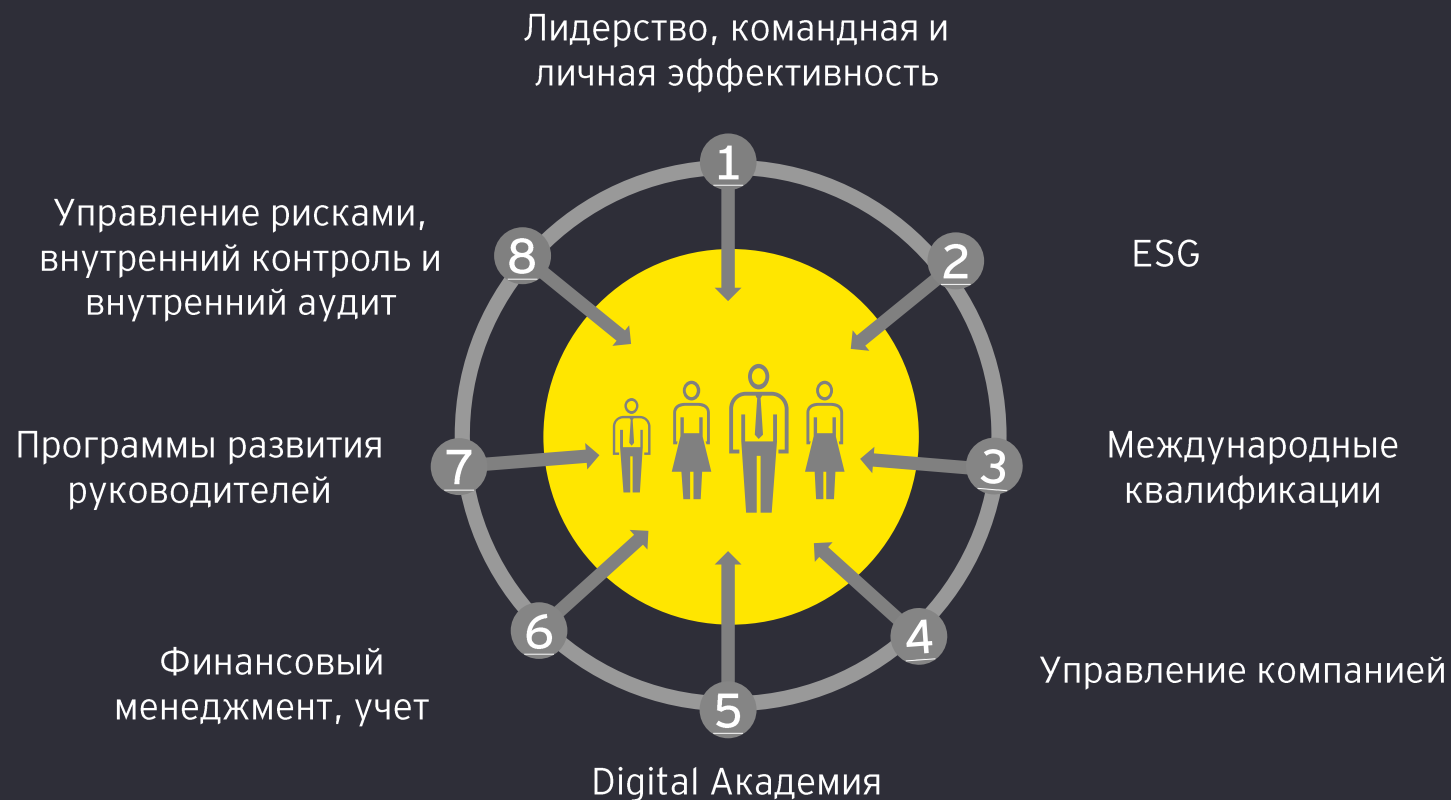 Лидерство, командная и
личная эффективность
1
2
ESG
3
Международные
квалификации
4
Управление компанией
5
Digital Академия
6
Финансовый
менеджмент, учет
7
Программы развития
руководителей
8
Управление рисками,
внутренний контроль и
внутренний аудит